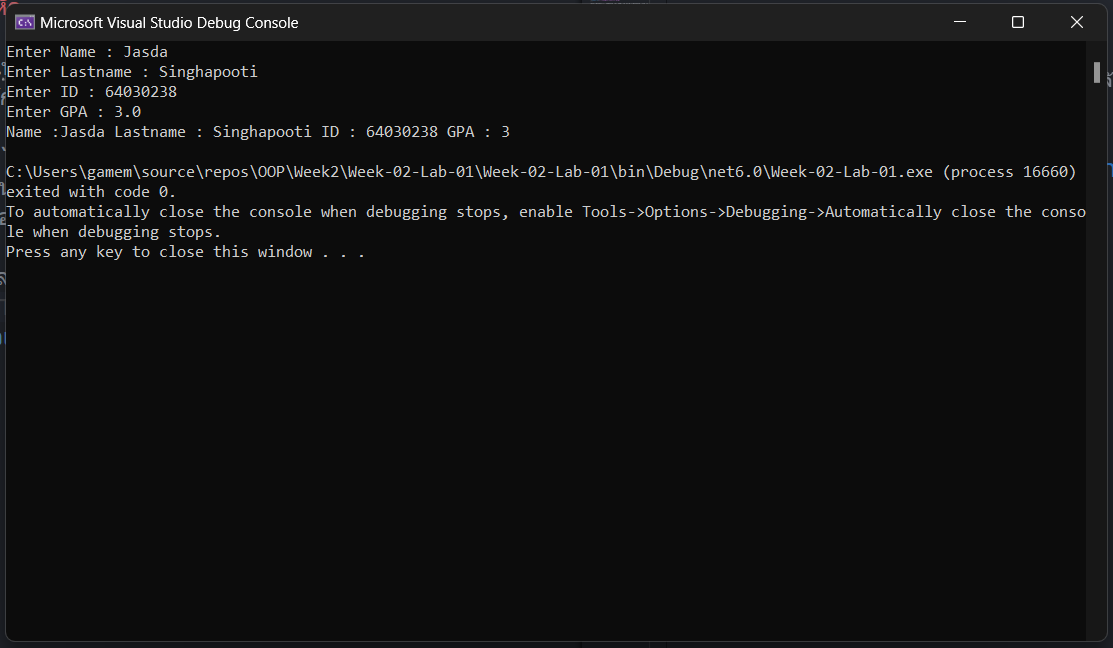 Microsoft Visual Studio Debug Console
Enter Name : Jasda
Enter Lastname : Singhapooti
Enter ID : 64030238
Enter GPA : 3.0
Name :Jasda Lastname : Singhapooti ID : 64030238 GPA : 3
C:\Users\gamem\source\repos\OOP\Week2\Week-02-Lab-01\Week-02-Lab-01\bin\Debug\net6.0\Week-02-Lab-01.exe (process 16660)
exited with code 0.
To automatically close the console when debugging stops, enable Tools->Options->Debugging->Automatically close the conso
le when debugging stops.
Press any key to close this window . . .